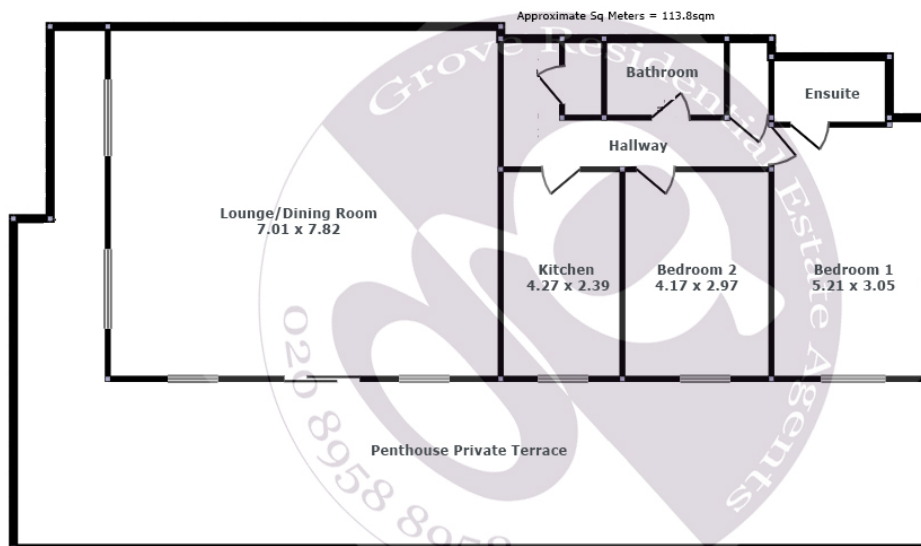 Approximate Sq Meters = 113.8sqm
Bathroom
Ensuite
Hallway
Lounge/Dining Room
7.01 x 7.82
Kitchen
4.27 x 2.39
Bedroom 2
4.17 x 2.97
Bedroom 1
5.21 x 3.05
Penthouse Private Terrace
Grove Residential Estate Agents
020 8958 8958